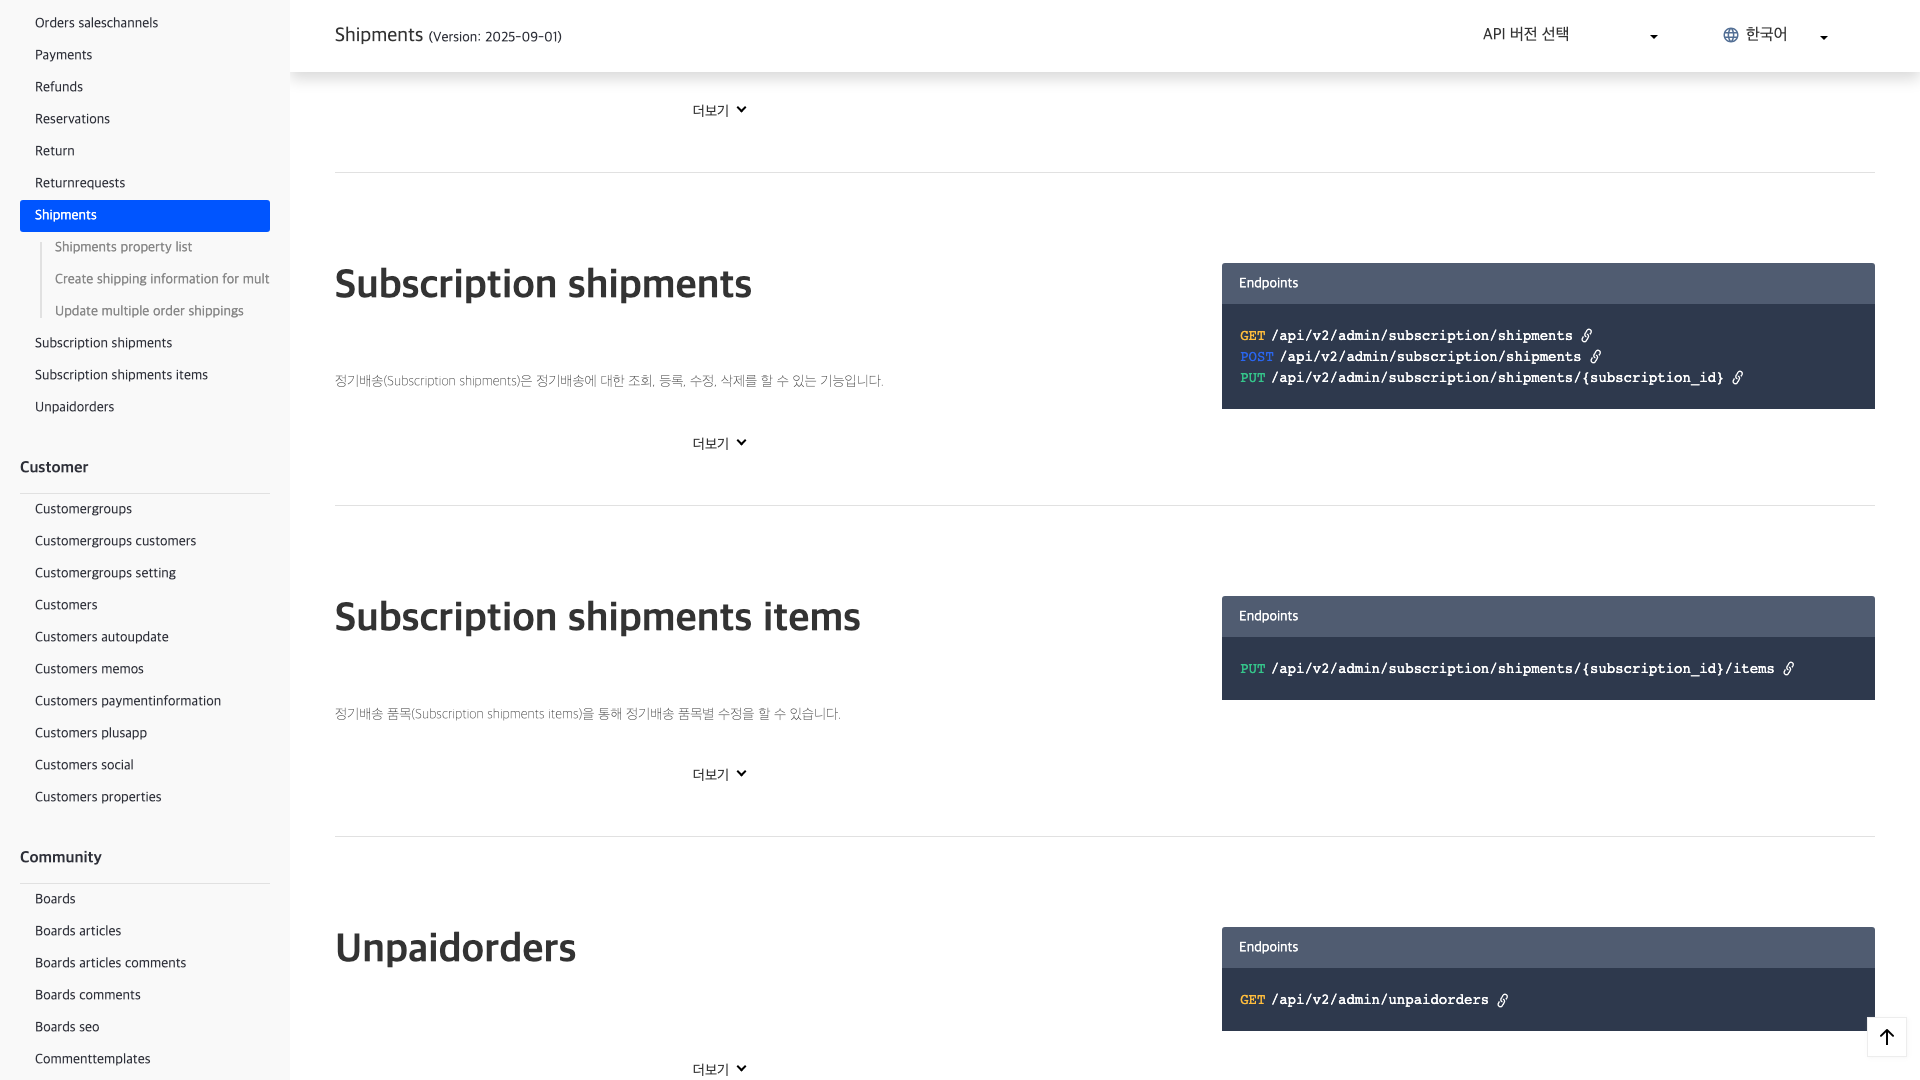 Orders saleschannels
Payments
Refunds
Reservations
Return
Returnrequests
Shipments
Shipments property list
Create shipping information for mult
Update multiple order shippings
Subscription shipments
Subscription shipments items
Unpaidorders
Customer
Customergroups
Customergroups customers
Customergroups setting
Customers
Customers autoupdate
Customers memos
Customers paymentinformation
Customers plusapp
Customers social
Customers properties
Community
Boards
Boards articles
Boards articles comments
Boards comments
Boards seo
Commenttemplates
Shipments (Version: 2025-09-01)
API 버전 선택
한국어
더보기
Subscription shipments
정기배송(Subscription shipments)은 정기배송에 대한 조회, 등록, 수정, 삭제를 할 수 있는 기능입니다.
더보기
Endpoints
GET /api/v2/admin/subscription/shipments
POST /api/v2/admin/subscription/shipments
PUT /api/v2/admin/subscription/shipments/{subscription_id}
Subscription shipments items
정기배송 품목(Subscription shipments items)을 통해 정기배송 품목별 수정을 할 수 있습니다.
더보기
Endpoints
PUT /api/v2/admin/subscription/shipments/{subscription_id}/items
Unpaidorders
더보기
Endpoints
GET /api/v2/admin/unpaidorders